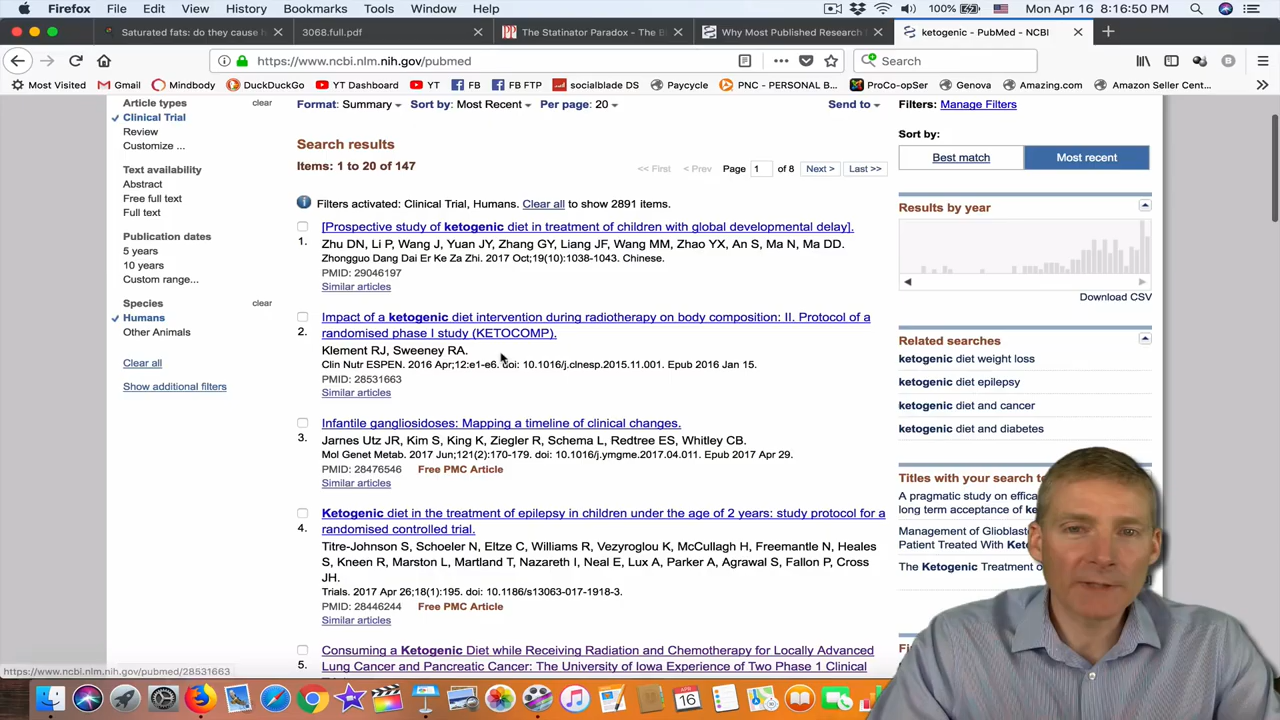 Firefox File Edit View History Bookmarks Tools Window Help 100% Mon Apr 16 8:16:50 PM
Saturated fats: do they cause h 3068.full.pdf The Statinator Paradox - The B Why Most Published Research ketogenic - PubMed - NCBI
https://www.ncbi.nlm.nih.gov/pubmed Search
Most Visited Gmail Mindbody DuckDuckGo YT Dashboard YT FB FB FTP socialblade DS Paycycle PNC - PERSONAL B... ProCo-opSer Genova Amazing.com Amazon Seller Cent...
Article types clear
Clinical Trial
Review
Customize ...
Text availability
Abstract
Free full text
Full text
Publication dates
5 years
10 years
Custom range...
Species clear
Humans
Other Animals
Clear all
Show additional filters
Format: Summary Sort by: Most Recent Per page: 20 Send to
Search results
Items: 1 to 20 of 147
<< First < Prev Page 1 of 8 Next > Last >>
Filters activated: Clinical Trial, Humans. Clear all to show 2891 items.
[Prospective study of ketogenic diet in treatment of children with global developmental delay].
1. Zhu DN, Li P, Wang J, Yuan JY, Zhang GY, Liang JF, Wang MM, Zhao YX, An S, Ma N, Ma DD.
Zhongguo Dang Dai Er Ke Za Zhi. 2017 Oct;19(10):1038-1043. Chinese.
PMID: 29046197
Similar articles
Impact of a ketogenic diet intervention during radiotherapy on body composition: II. Protocol of a
2. randomised phase I study (KETOCOMP).
Klement RJ, Sweeney RA.
Clin Nutr ESPEN. 2016 Apr;12:e1-e6. doi: 10.1016/j.clnesp.2015.11.001. Epub 2016 Jan 15.
PMID: 28531663
Similar articles
Infantile gangliosidoses: Mapping a timeline of clinical changes.
3. Jarnes Utz JR, Kim S, King K, Ziegler R, Schema L, Redtree ES, Whitley CB.
Mol Genet Metab. 2017 Jun;121(2):170-179. doi: 10.1016/j.ymgme.2017.04.011. Epub 2017 Apr 29.
PMID: 28476546 Free PMC Article
Similar articles
Ketogenic diet in the treatment of epilepsy in children under the age of 2 years: study protocol for a
4. randomised controlled trial.
Titre-Johnson S, Schoeler N, Eltze C, Williams R, Vezyroglou K, McCullagh H, Freemantle N, Heales
S, Kneen R, Marston L, Martland T, Nazareth I, Neal E, Lux A, Parker A, Agrawal S, Fallon P, Cross
JH.
Trials. 2017 Apr 26;18(1):195. doi: 10.1186/s13063-017-1918-3.
PMID: 28446244 Free PMC Article
Similar articles
Consuming a Ketogenic Diet while Receiving Radiation and Chemotherapy for Locally Advanced
5. Lung Cancer and Pancreatic Cancer: The University of Iowa Experience of Two Phase 1 Clinical
Filters: Manage Filters
Sort by:
Best match Most recent
Results by year
Download CSV
Related searches
ketogenic diet weight loss
ketogenic diet epilepsy
ketogenic diet and cancer
ketogenic diet and diabetes
Titles with your search
A pragmatic study on
long term acceptance of
Management of
Patient Treated With
The Ketogenic Treatment
https://www.ncbi.nlm.nih.gov/pubmed/28531663
APR
16